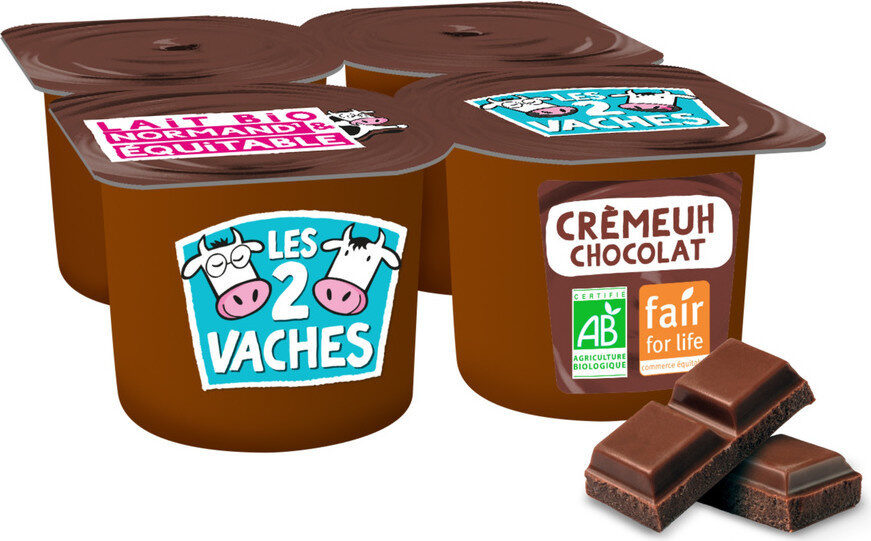 LAIT BIO
NORMAND &
ÉQUITABLE
LES
2
VACHES
LES
2
VACHES
CRÈMEUH
CHOCOLAT
CERTIFIÉ
AB
AGRICULTURE
BIOLOGIQUE
fair
for life
commerce